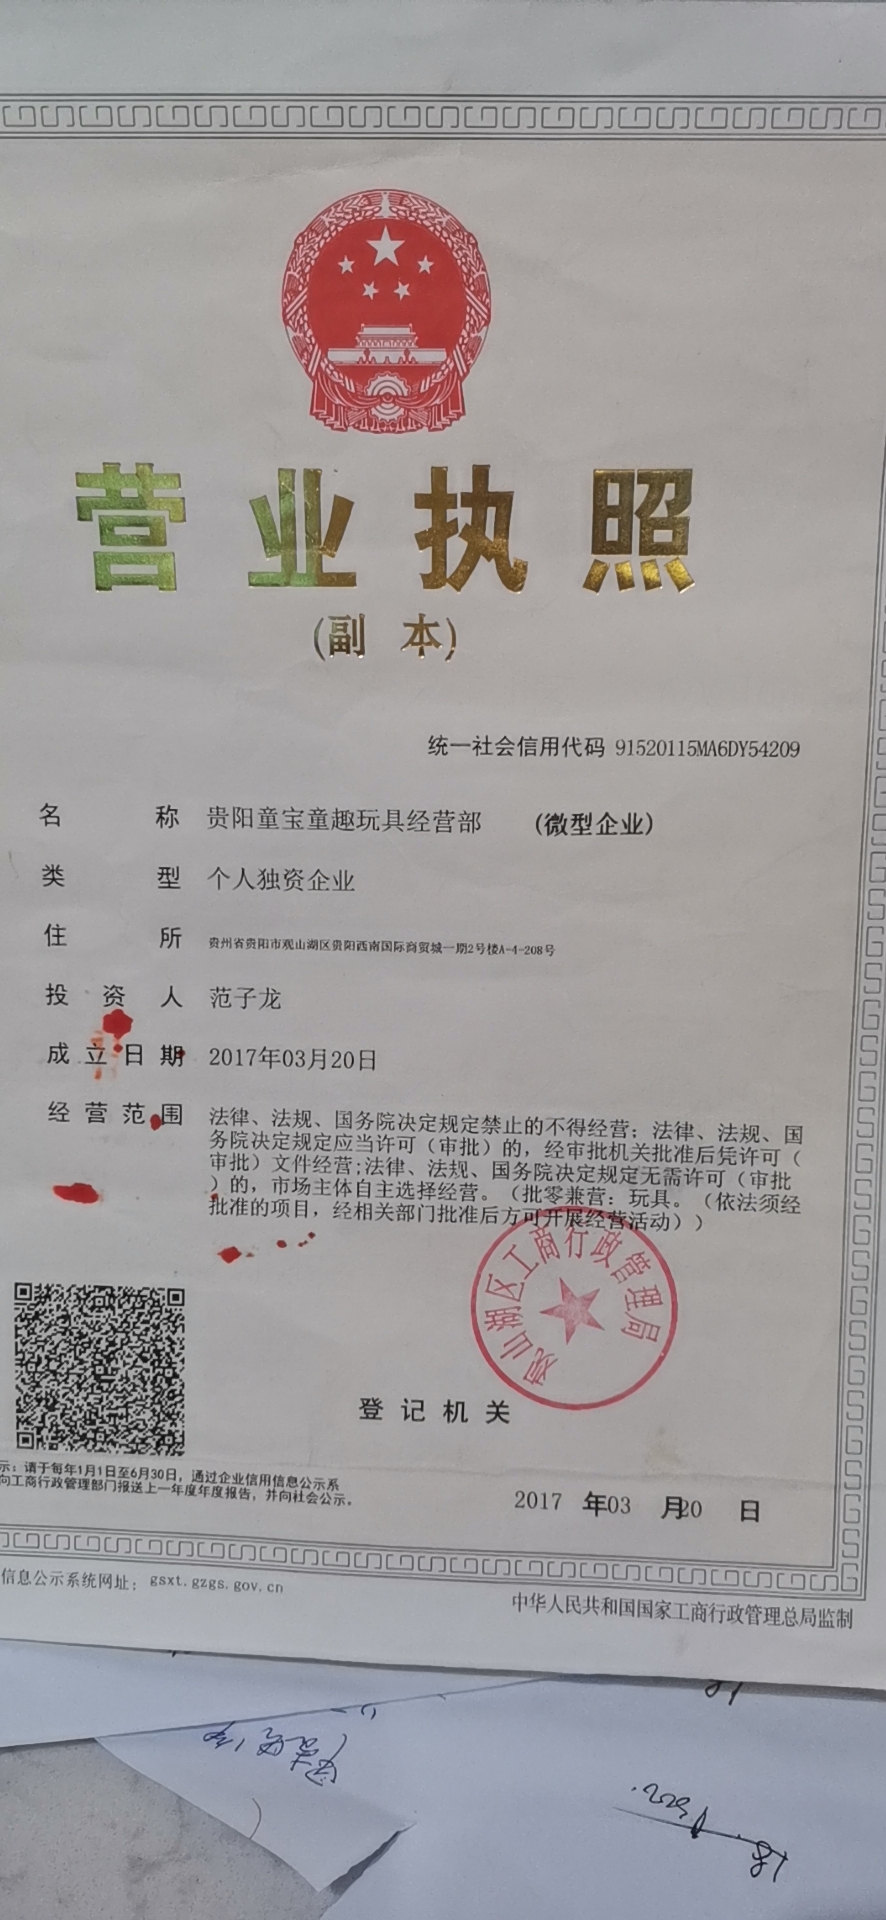 营业执照
(副 本)
统一社会信用代码 91520115MA6DY54209
名 称 贵阳童宝童趣玩具经营部 (微型企业)
类 型 个人独资企业
住 所 贵州省贵阳市观山湖区贵阳西南国际商贸城一期2号楼A-4-208号
投 资 人 范子龙
成 立 日 期 2017年03月20日
经 营 范 围 法律、法规、国务院决定规定禁止的不得经营；法律、法规、国
务院决定规定应当许可（审批）的，经审批机关批准后凭许可（
审批）文件经营;法律、法规、国务院决定规定无需许可（审批
）的，市场主体自主选择经营。（批零兼营：玩具。（依法须经
批准的项目，经相关部门批准后方可开展经营活动））
观山湖区工商行政管理局
登 记 机 关
示：请于每年1月1日至6月30日，通过企业信用信息公示系
向工商行政管理部门报送上一年度年度报告，并向社会公示。
2017 年03 月20 日
信息公示系统网址：gsxt.gzgs.gov.cn
中华人民共和国国家工商行政管理总局监制